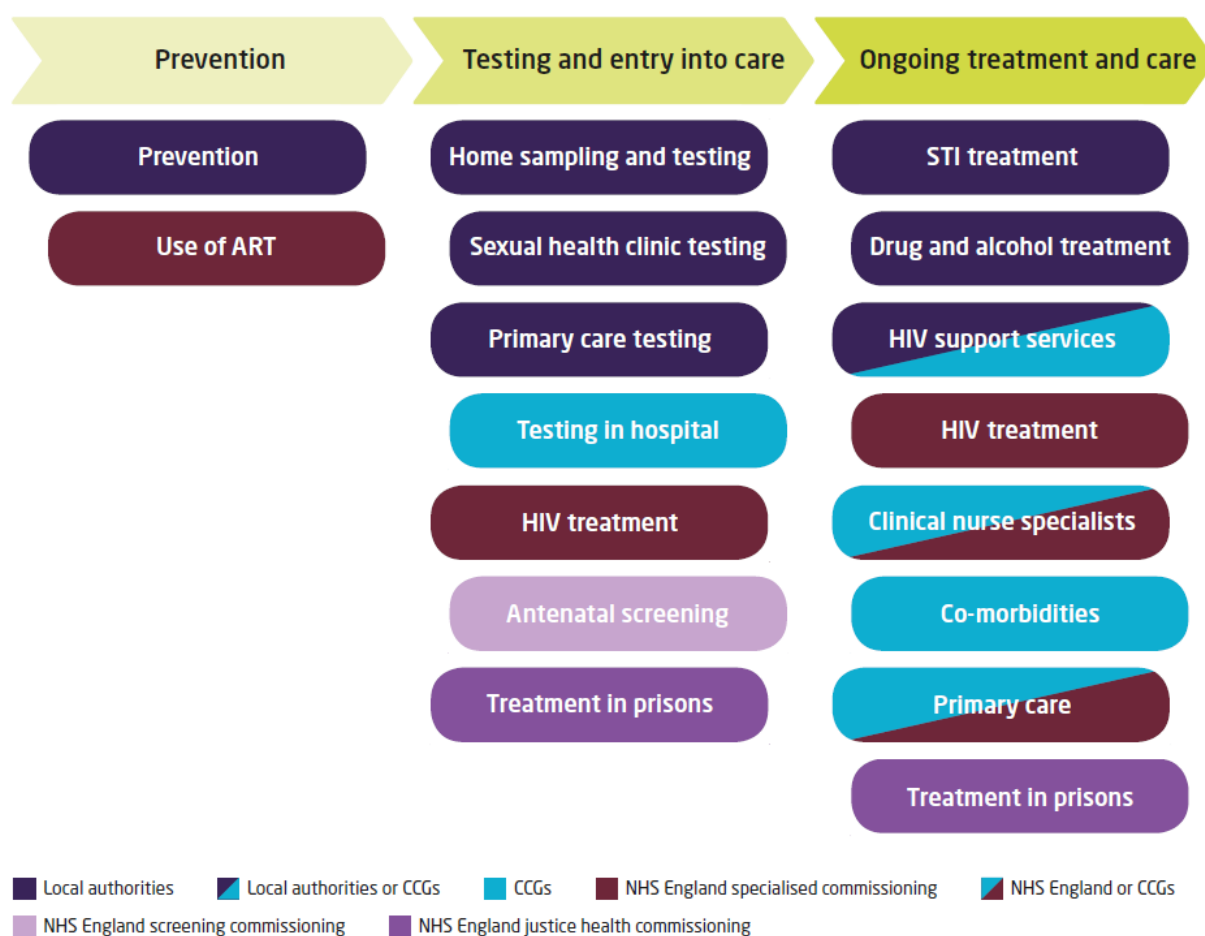 Prevention
Testing and entry into care
Ongoing treatment and care
Prevention
Use of ART
Home sampling and testing
Sexual health clinic testing
Primary care testing
Testing in hospital
HIV treatment
Antenatal screening
Treatment in prisons
STI treatment
Drug and alcohol treatment
HIV support services
HIV treatment
Clinical nurse specialists
Co-morbidities
Primary care
Treatment in prisons
Local authorities
Local authorities or CCGs
CCGs
NHS England specialised commissioning
NHS England or CCGs
NHS England screening commissioning
NHS England justice health commissioning